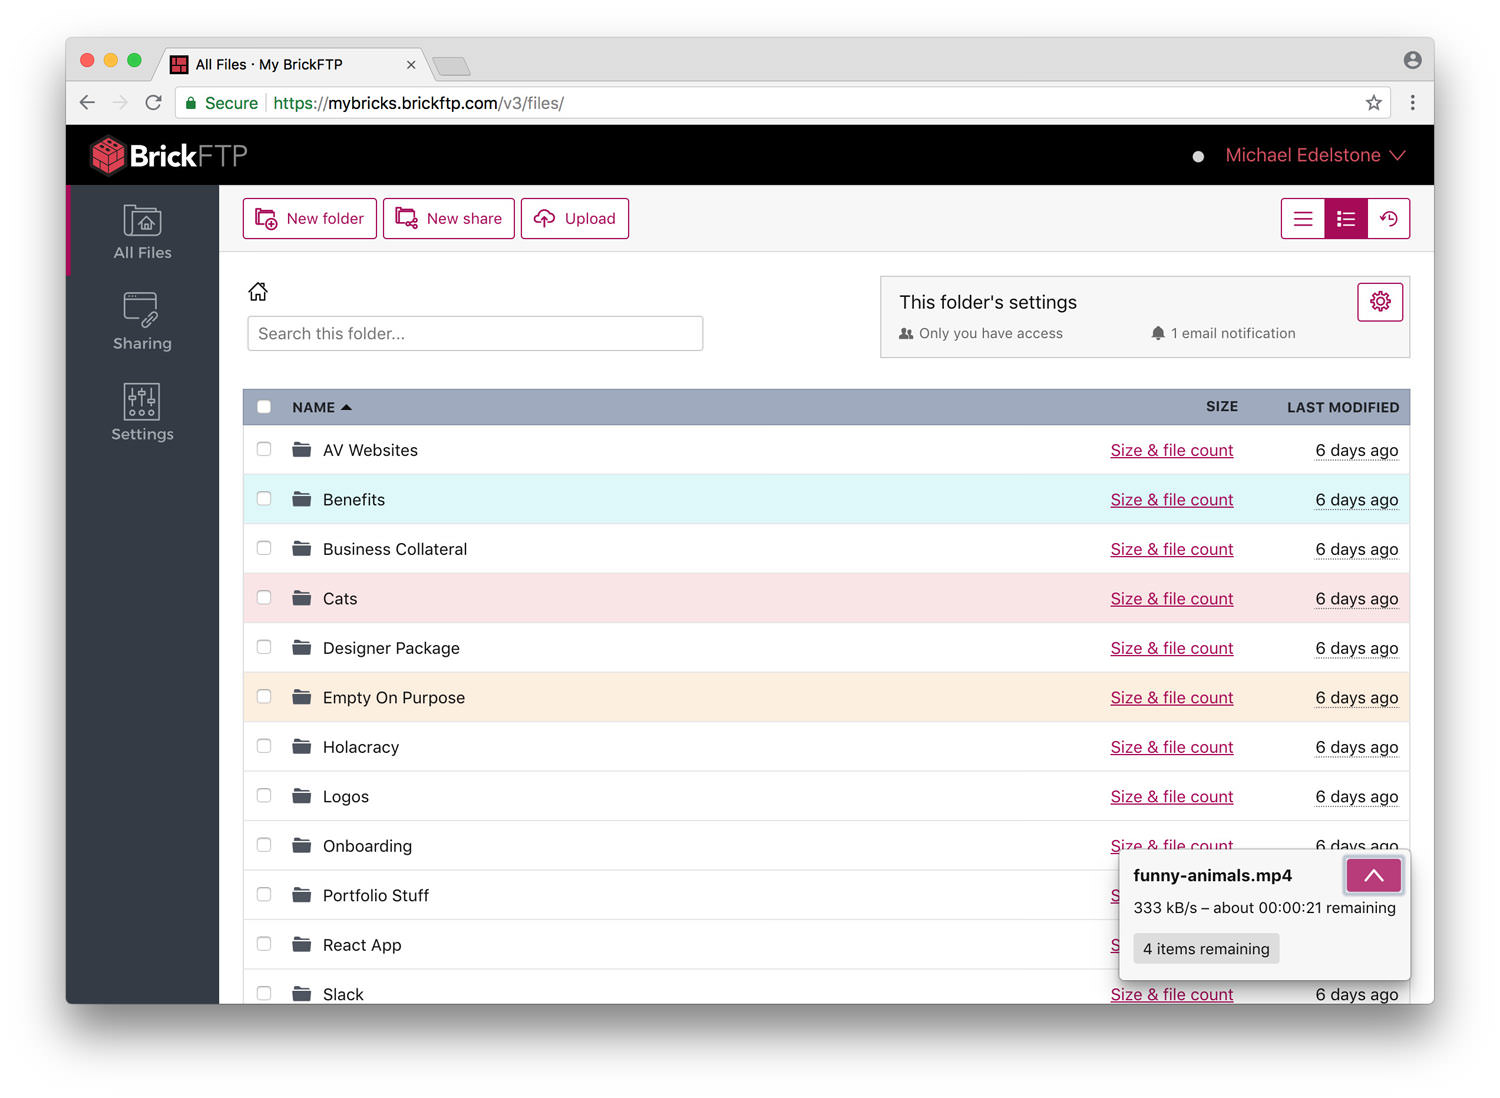 All Files · My BrickFTP
Secure https://mybricks.brickftp.com/v3/files/
BrickFTP
Michael Edelstone
All Files
Sharing
Settings
New folder New share Upload
Search this folder...
This folder's settings
Only you have access 1 email notification
NAME SIZE LAST MODIFIED
AV Websites Size & file count 6 days ago
Benefits Size & file count 6 days ago
Business Collateral Size & file count 6 days ago
Cats Size & file count 6 days ago
Designer Package Size & file count 6 days ago
Empty On Purpose Size & file count 6 days ago
Holacracy Size & file count 6 days ago
Logos Size & file count 6 days ago
Onboarding Size & file count 6 days ago
Portfolio Stuff S
React App S
Slack Size & file count 6 days ago
funny-animals.mp4
333 kB/s – about 00:00:21 remaining
4 items remaining